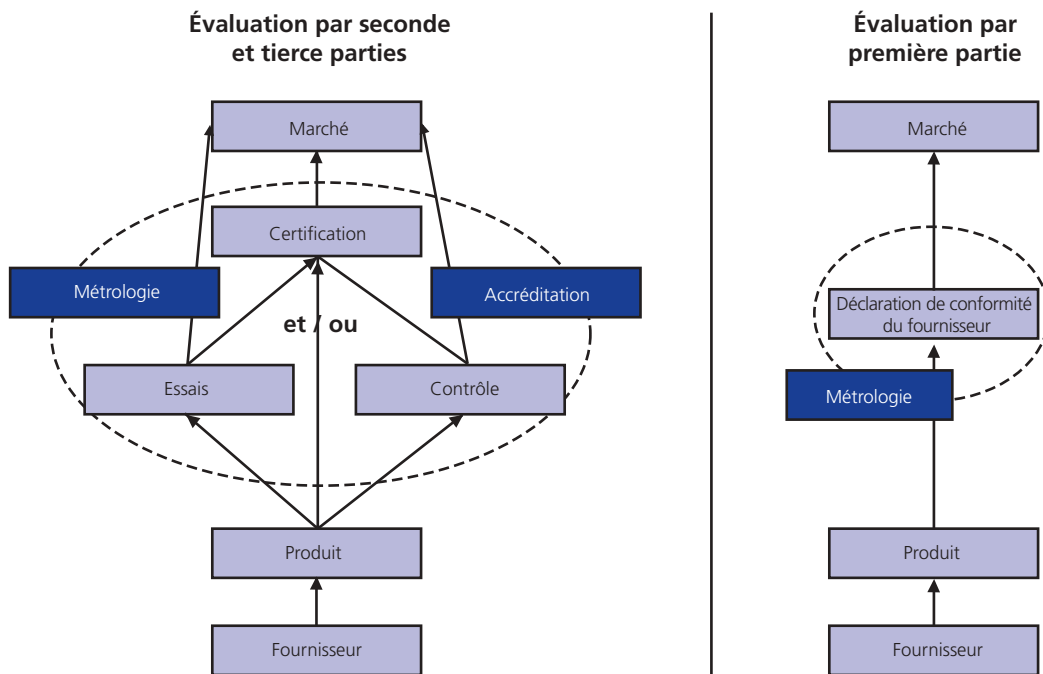 Évaluation par seconde
et tierce parties
Marché
Certification
Métrologie
Accréditation
et / ou
Essais
Contrôle
Produit
Fournisseur
Évaluation par
première partie
Marché
Déclaration de conformité
du fournisseur
Métrologie
Produit
Fournisseur